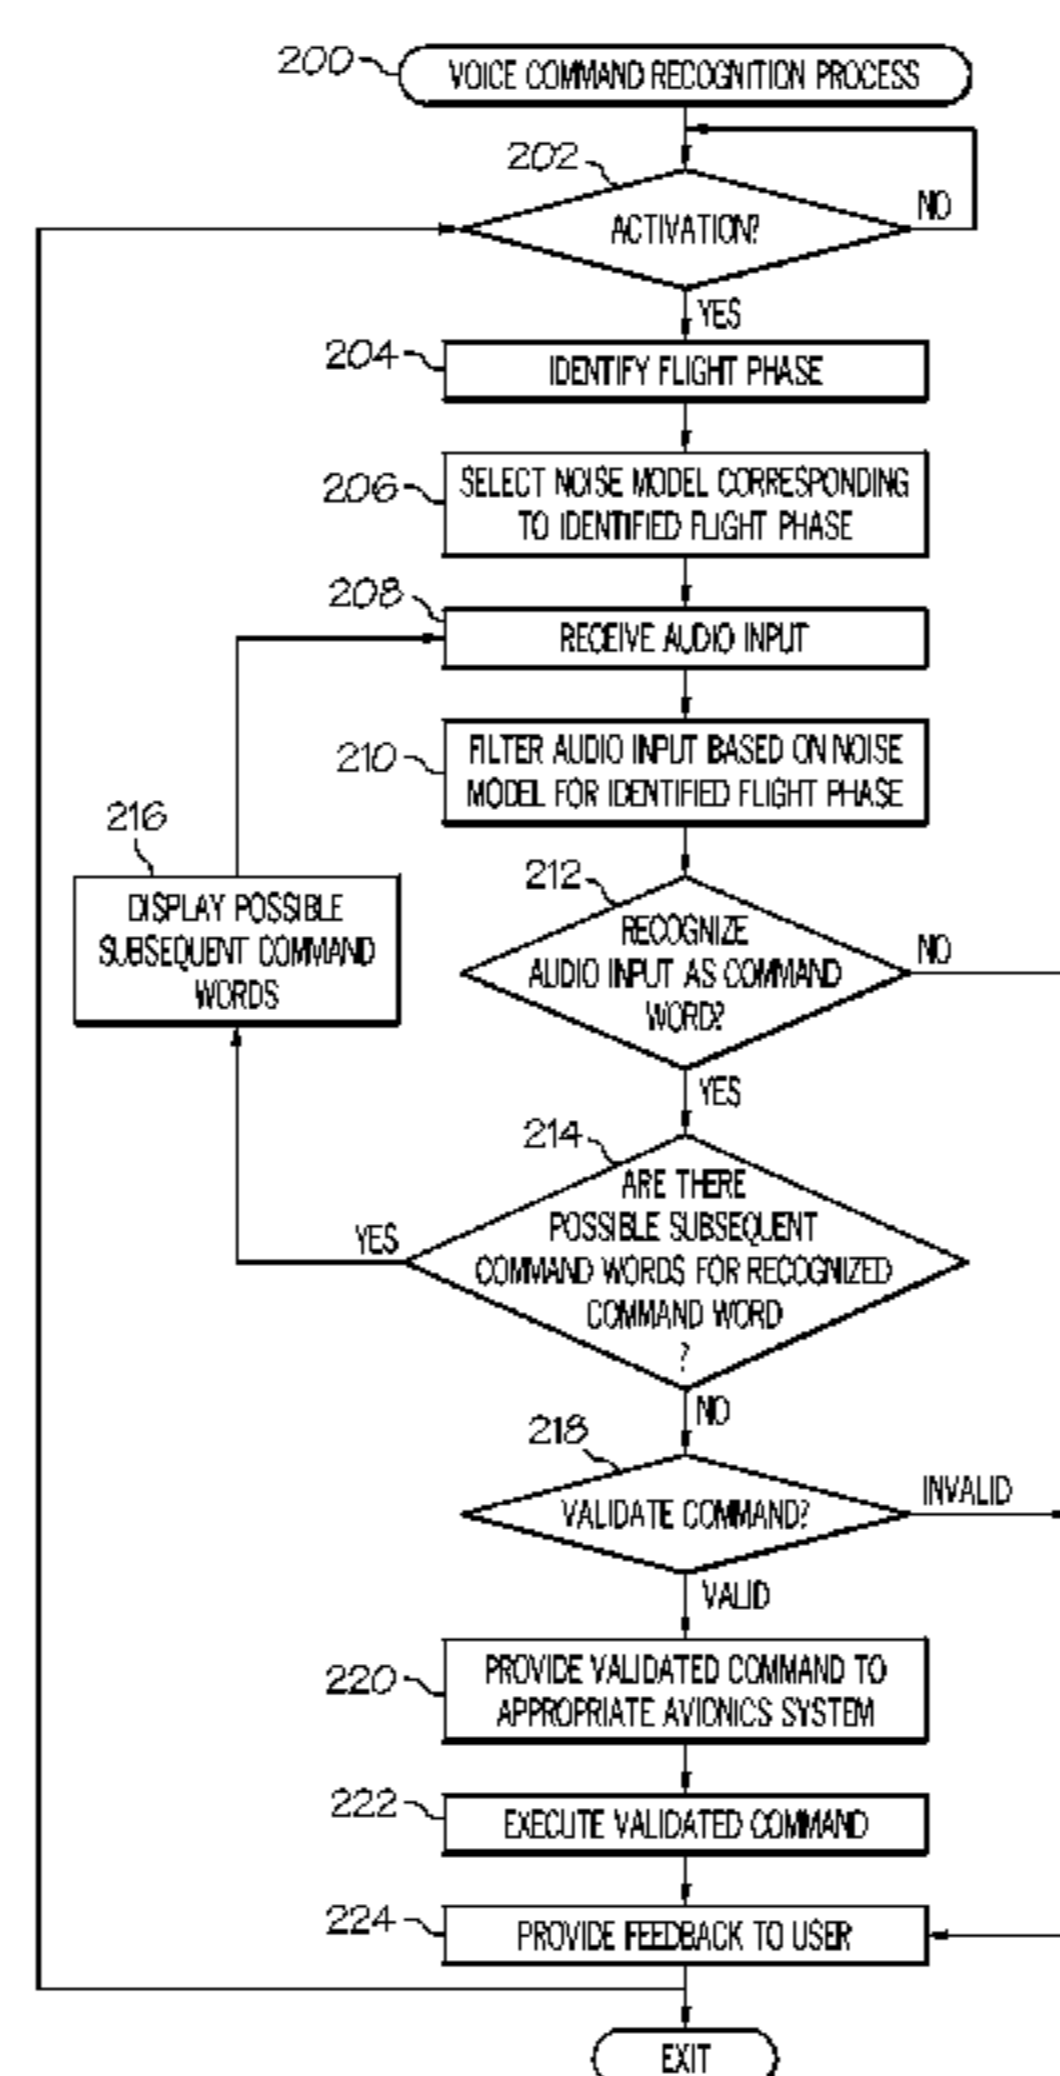 200
VOICE COMMAND RECOGNITION PROCESS
202
ACTIVATION?
NO
YES
204
IDENTIFY FLIGHT PHASE
206
SELECT NOISE MODEL CORRESPONDING
TO IDENTIFIED FLIGHT PHASE
208
RECEIVE AUDIO INPUT
210
FILTER AUDIO INPUT BASED ON NOISE
MODEL FOR IDENTIFIED FLIGHT PHASE
216
DISPLAY POSSIBLE
SUBSEQUENT COMMAND
WORDS
212
RECOGNIZE
AUDIO INPUT AS COMMAND
WORD?
NO
YES
214
ARE THERE
POSSIBLE SUBSEQUENT
COMMAND WORDS FOR RECOGNIZED
COMMAND WORD
?
YES
NO
218
VALIDATE COMMAND?
INVALID
VALID
220
PROVIDE VALIDATED COMMAND TO
APPROPRIATE AVIONICS SYSTEM
222
EXECUTE VALIDATED COMMAND
224
PROVIDE FEEDBACK TO USER
EXIT